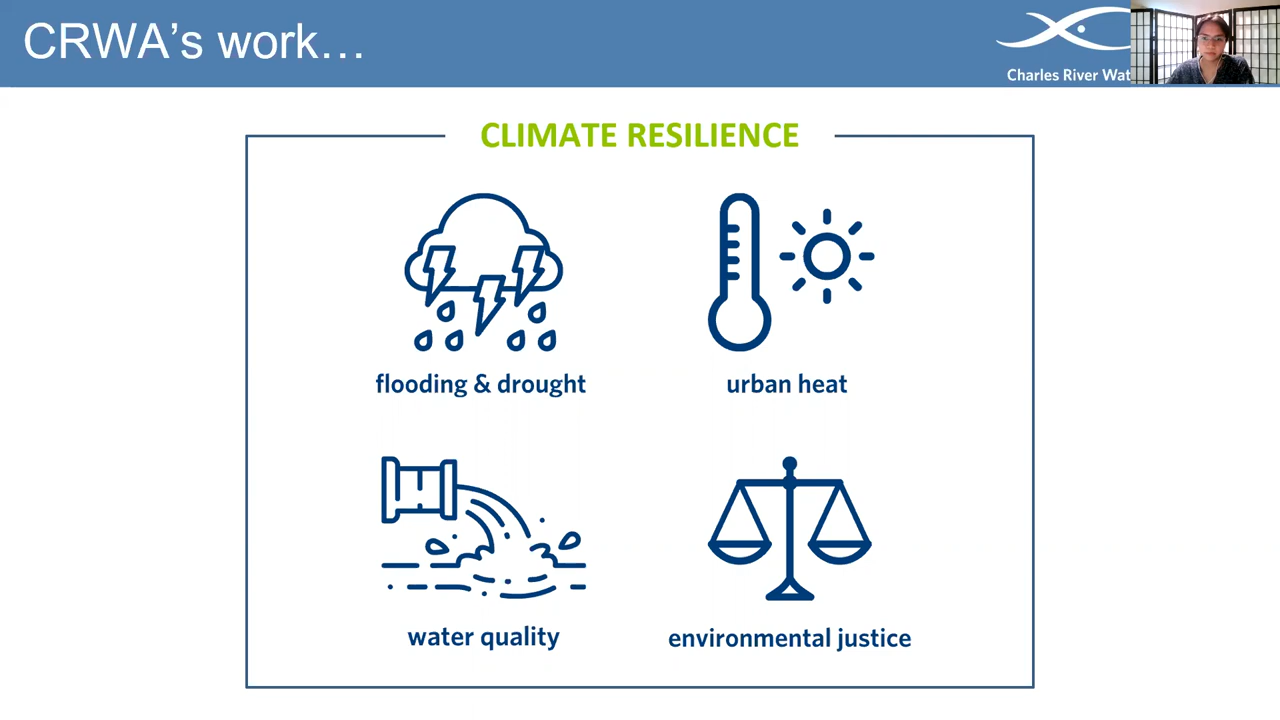 CRWA's work…
Charles River Wat
CLIMATE RESILIENCE
flooding & drought
urban heat
water quality
environmental justice